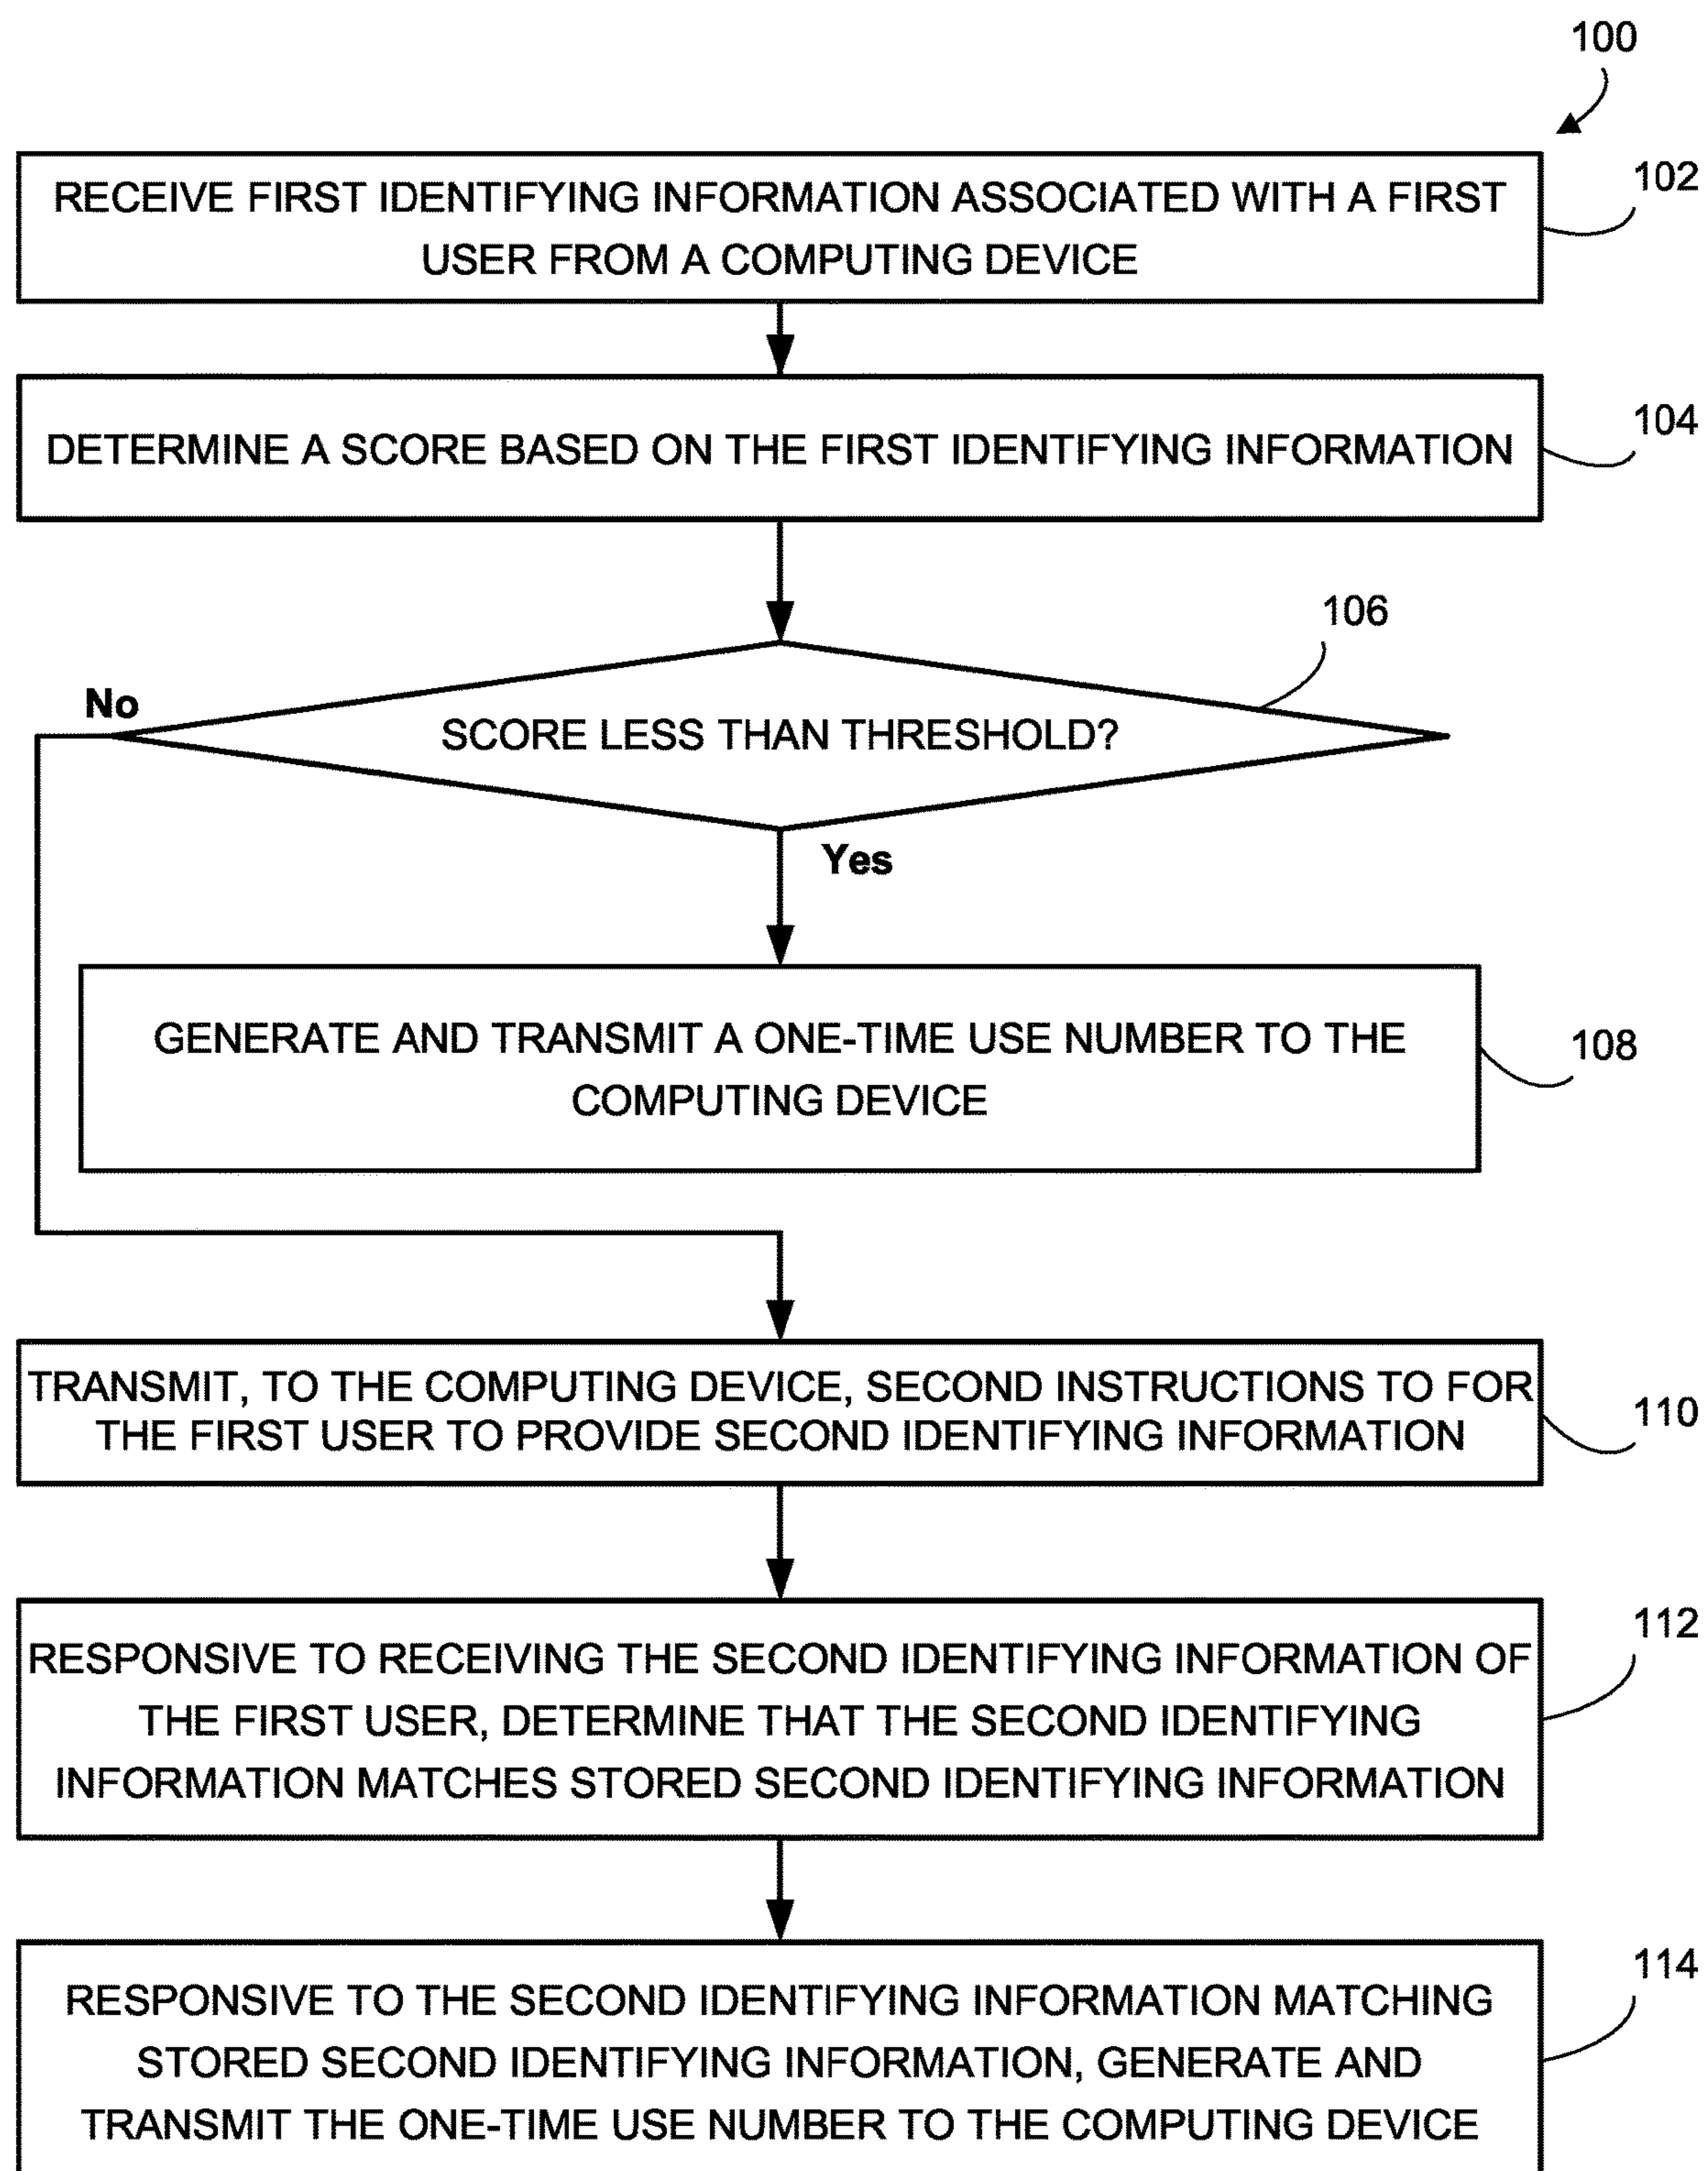 100
RECEIVE FIRST IDENTIFYING INFORMATION ASSOCIATED WITH A FIRST
USER FROM A COMPUTING DEVICE
102
DETERMINE A SCORE BASED ON THE FIRST IDENTIFYING INFORMATION
104
106
No
SCORE LESS THAN THRESHOLD?
Yes
GENERATE AND TRANSMIT A ONE-TIME USE NUMBER TO THE
COMPUTING DEVICE
108
TRANSMIT, TO THE COMPUTING DEVICE, SECOND INSTRUCTIONS TO FOR
THE FIRST USER TO PROVIDE SECOND IDENTIFYING INFORMATION
110
RESPONSIVE TO RECEIVING THE SECOND IDENTIFYING INFORMATION OF
THE FIRST USER, DETERMINE THAT THE SECOND IDENTIFYING
INFORMATION MATCHES STORED SECOND IDENTIFYING INFORMATION
112
RESPONSIVE TO THE SECOND IDENTIFYING INFORMATION MATCHING
STORED SECOND IDENTIFYING INFORMATION, GENERATE AND
TRANSMIT THE ONE-TIME USE NUMBER TO THE COMPUTING DEVICE
114